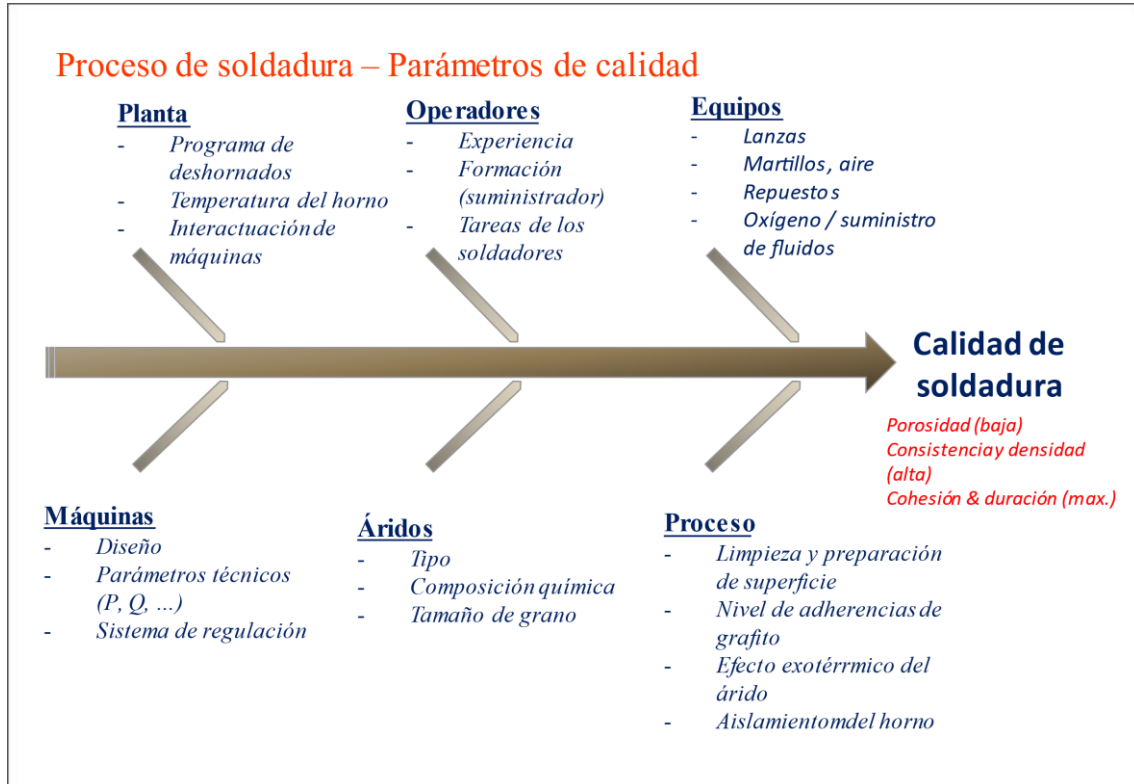 Proceso de soldadura – Parámetros de calidad
Planta
- Programa de
deshornados
- Temperatura del horno
- Interactuación de
máquinas
Operadores
- Experiencia
- Formación
(suministrador)
- Tareas de los
soldadores
Equipos
- Lanzas
- Martillos, aire
- Repuestos
- Oxígeno / suministro
de fluidos
Calidad de
soldadura
Porosidad (baja)
Consistencia y densidad
(alta)
Cohesión & duración (max.)
Máquinas
- Diseño
- Parámetros técnicos
(P, Q, ...)
- Sistema de regulación
Áridos
- Tipo
- Composición química
- Tamaño de grano
Proceso
- Limpieza y preparación
de superficie
- Nivel de adherencias de
grafito
- Efecto exotérrmico del
árido
- Aislamientomdel horno